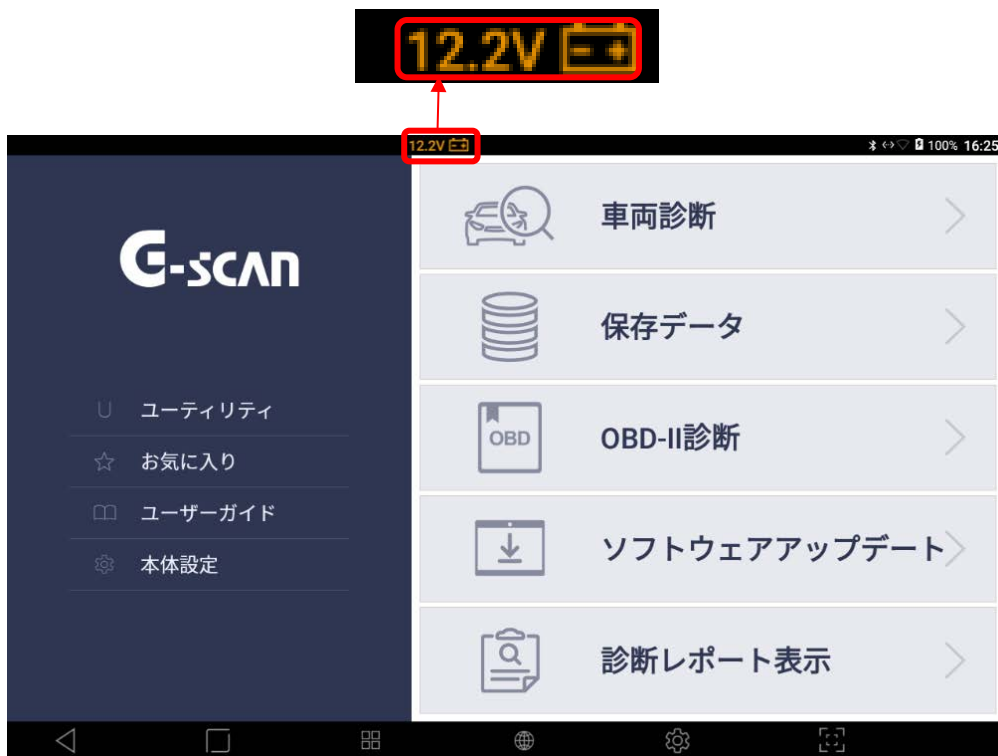 12.2V
12.2V
100% 16:25
G-scan
車両診断
保存データ
OBD
OBD-II診断
ソフトウェアアップデート
診断レポート表示
U ユーティリティ
お気に入り
ユーザーガイド
本体設定